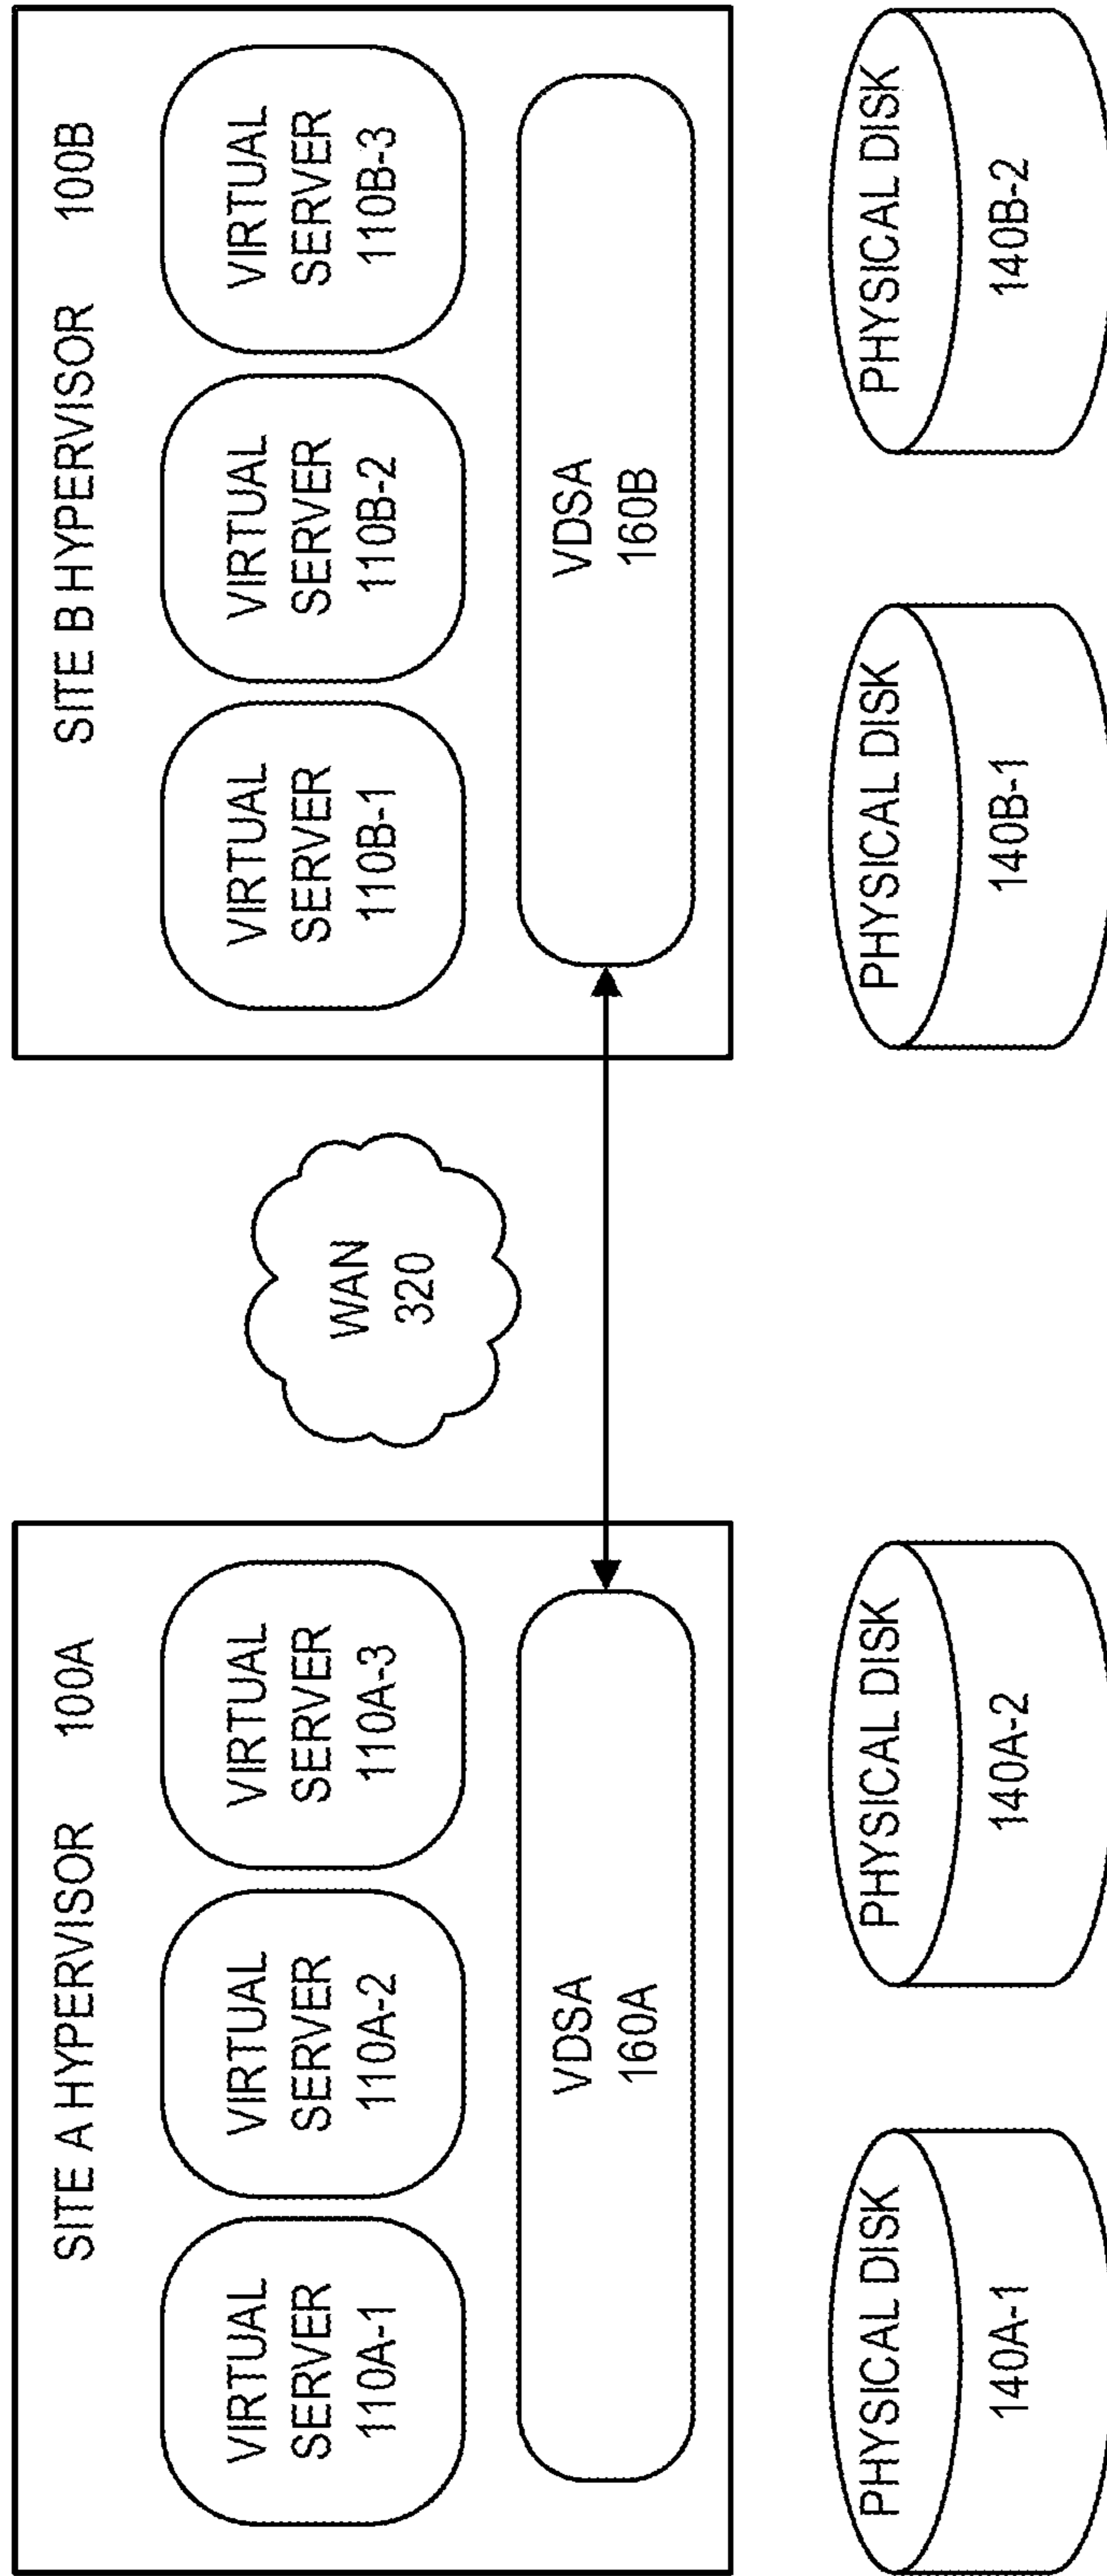 SITE A HYPERVISOR 100A
VIRTUAL
SERVER
110A-1
VIRTUAL
SERVER
110A-2
VIRTUAL
SERVER
110A-3
VDSA
160A
PHYSICAL DISK
140A-1
PHYSICAL DISK
140A-2
WAN
320
SITE B HYPERVISOR 100B
VIRTUAL
SERVER
110B-1
VIRTUAL
SERVER
110B-2
VIRTUAL
SERVER
110B-3
VDSA
160B
PHYSICAL DISK
140B-1
PHYSICAL DISK
140B-2